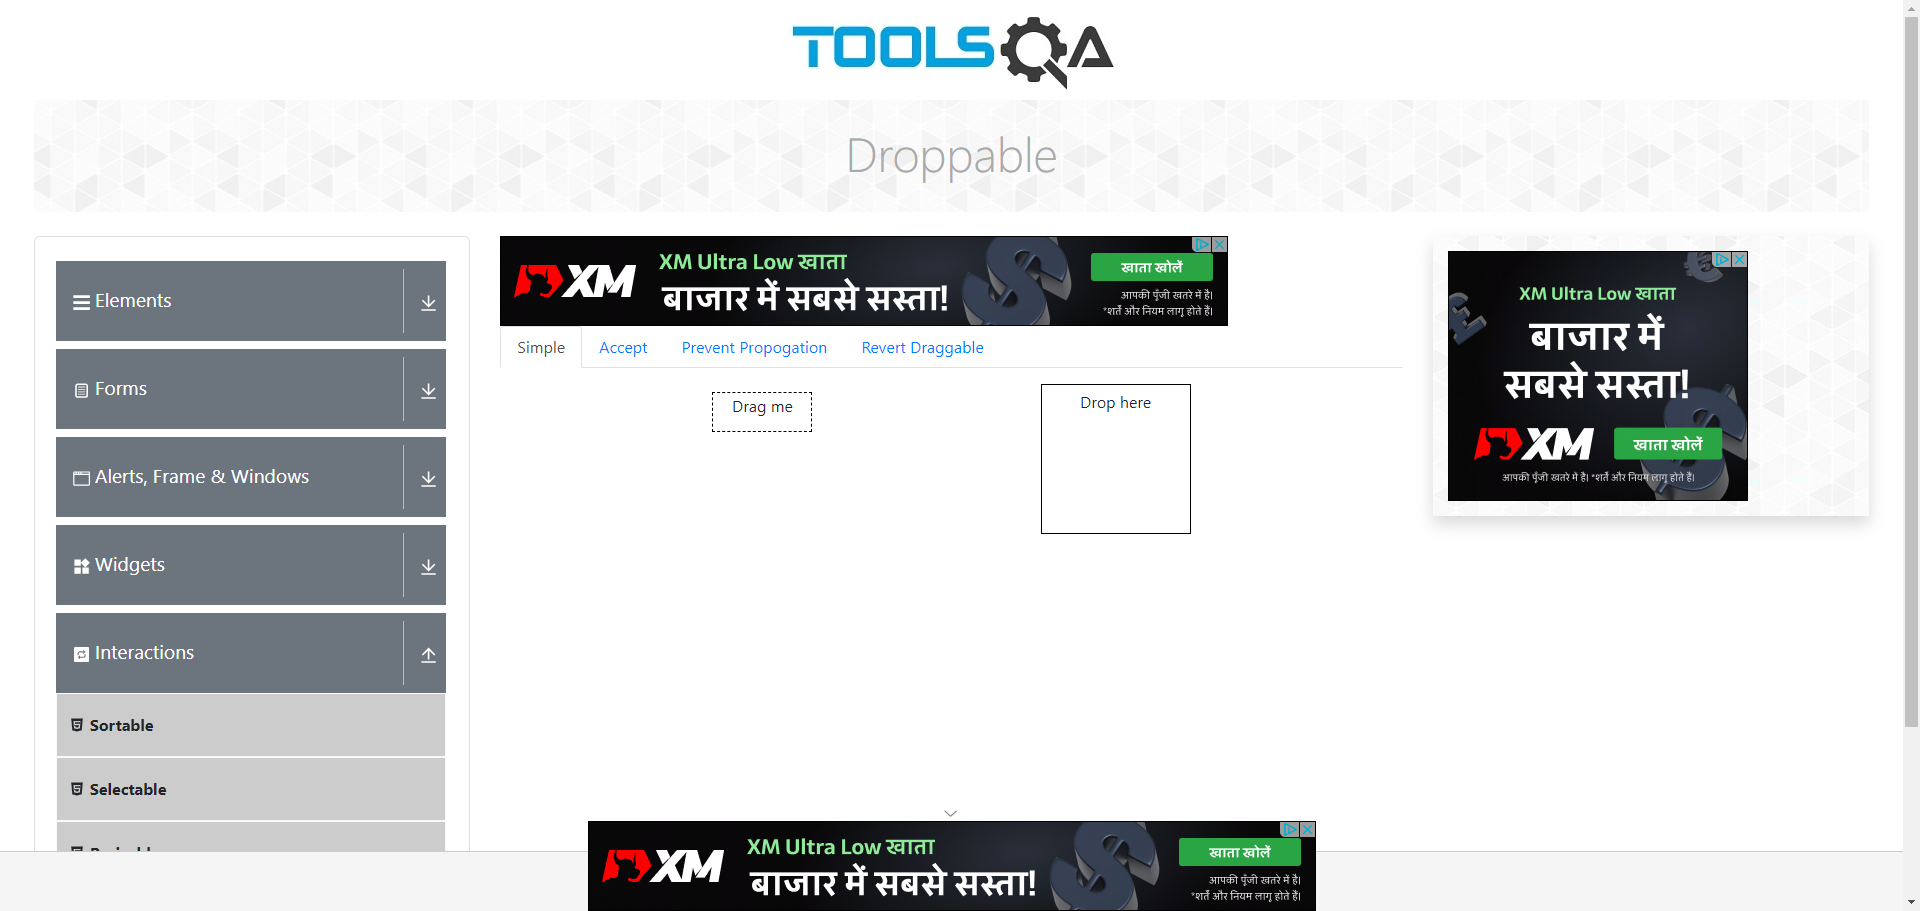 TOOLSQA
Droppable
Elements
Forms
Alerts, Frame & Windows
Widgets
Interactions
Sortable
Selectable
XM
XM Ultra Low खाता
बाजार में सबसे सस्ता!
खाता खोलें
आपकी पूँजी खतरे में है।
*शर्तें और नियम लागू होते हैं।
Simple
Accept
Prevent Propogation
Revert Draggable
Drag me
Drop here
XM Ultra Low खाता
बाजार में
सबसे सस्ता!
XM
खाता खोलें
आपकी पूँजी खतरे में है। *शर्तें और नियम लागू होते हैं।
XM
XM Ultra Low खाता
बाजार में सबसे सस्ता!
खाता खोलें
आपकी पूँजी खतरे में है।
*शर्तें और नियम लागू होते हैं।